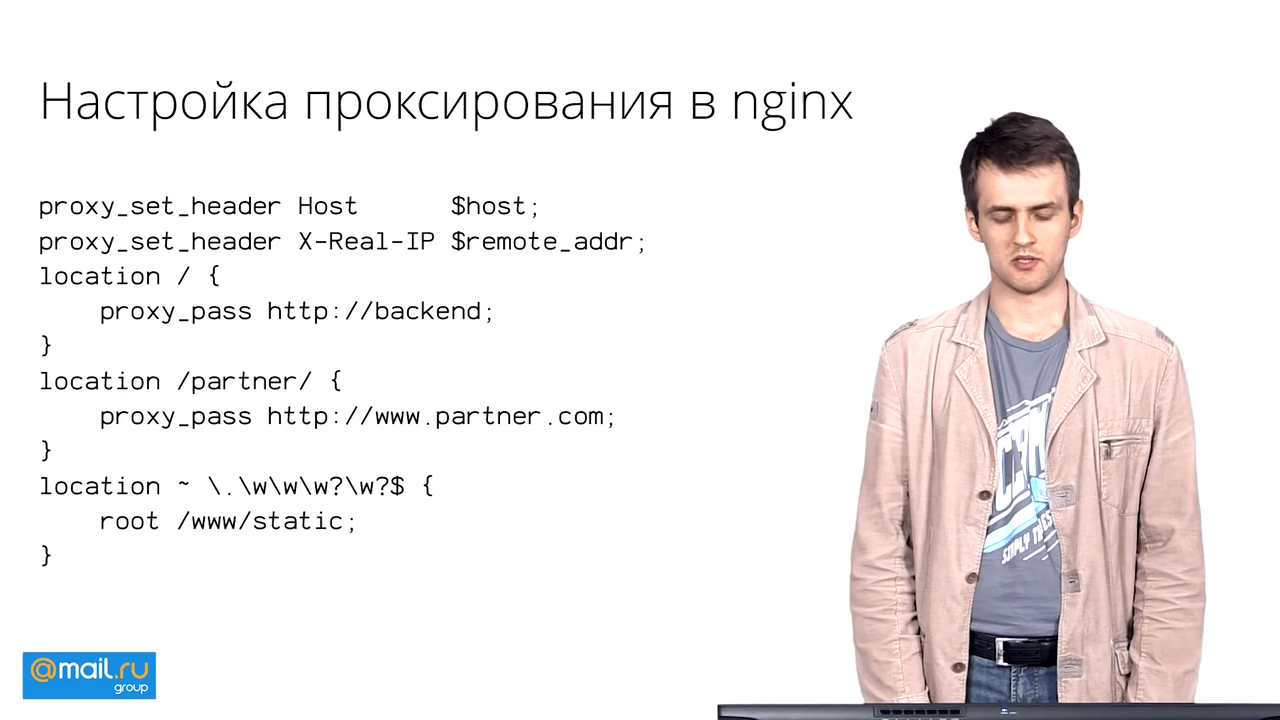 Настройка проксирования в nginx
proxy_set_header Host      $host;
proxy_set_header X-Real-IP $remote_addr;
location / {
    proxy_pass http://backend;
}
location /partner/ {
    proxy_pass http://www.partner.com;
}
location ~ \.\w\w\w?\w?$ {
    root /www/static;
}
@mail.ru
group
SIMPLY